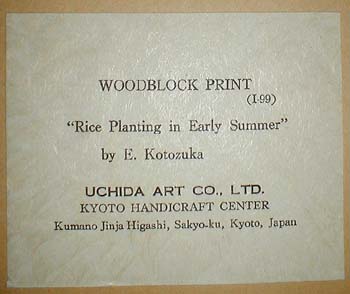 WOODBLOCK PRINT
(I-99)
"Rice Planting in Early Summer"
by E. Kotozuka
UCHIDA ART CO., LTD.
KYOTO HANDICRAFT CENTER
Kumano Jinja Higashi, Sakyo-ku, Kyoto, Japan